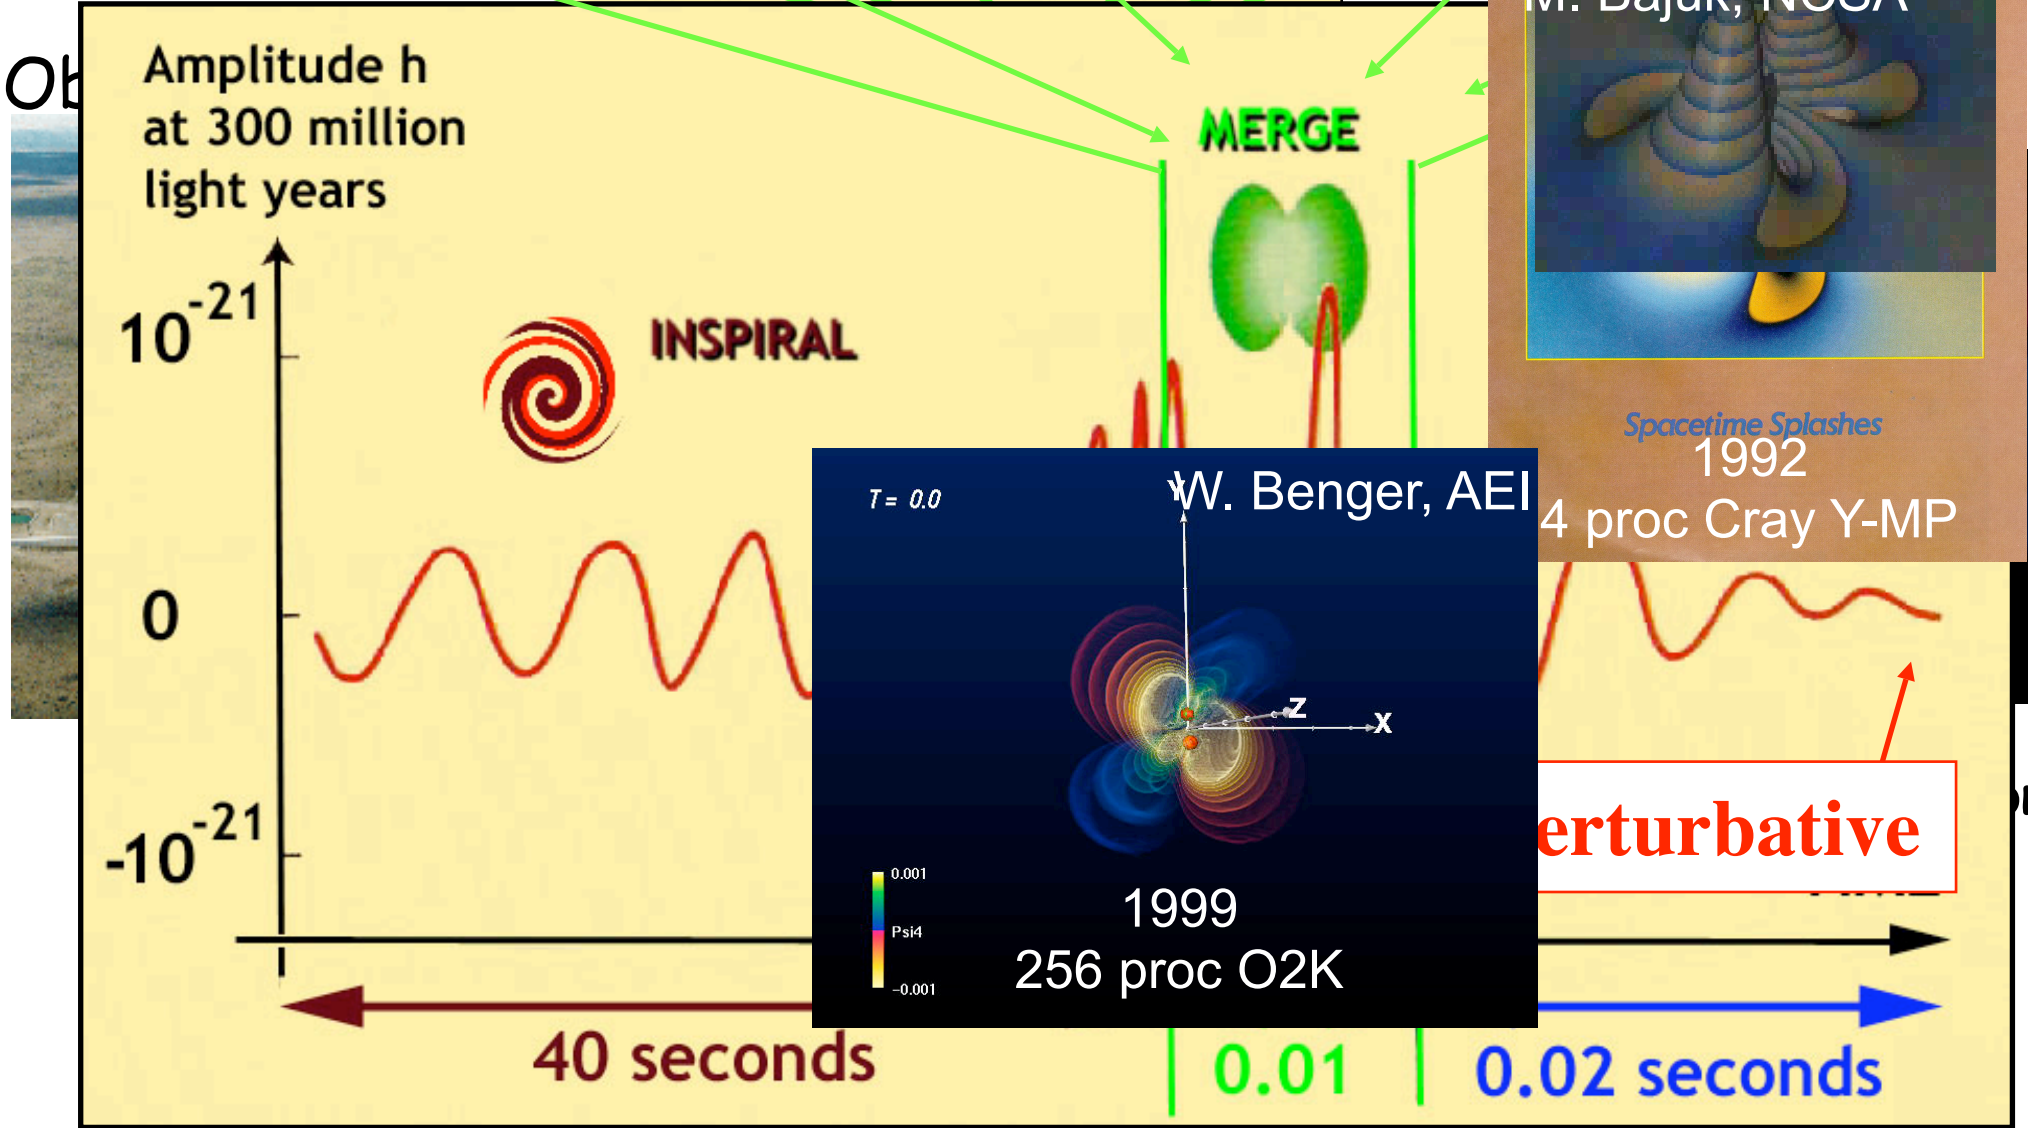 M. Bajuk, NCSA
Amplitude h
at 300 million
light years
MERGE
10-21
INSPIRAL
Spacetime Splashes
1992
4 proc Cray Y-MP
T= 0.0
Y
W. Benger, AEI
0
Z
X
-10-21
erturbative
0.001
Psi4
-0.001
1999
256 proc O2K
40 seconds
0.01
0.02 seconds